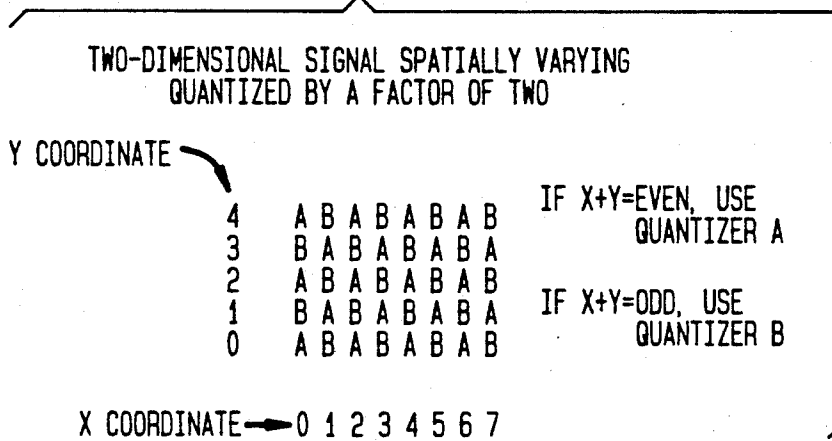 TWO-DIMENSIONAL SIGNAL SPATIALLY VARYING
QUANTIZED BY A FACTOR OF TWO
Y COORDINATE
4 A B A B A B A B
3 B A B A B A B A
2 A B A B A B A B
1 B A B A B A B A
0 A B A B A B A B
IF X+Y=EVEN, USE
QUANTIZER A
IF X+Y=ODD, USE
QUANTIZER B
X COORDINATE 0 1 2 3 4 5 6 7